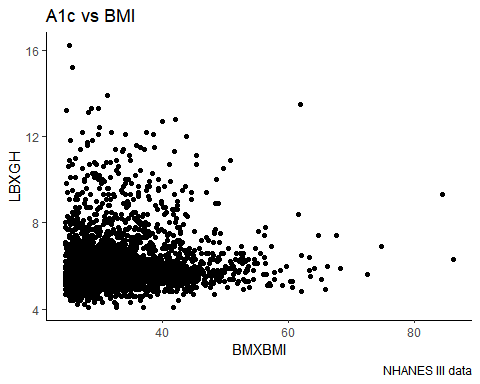 A1c vs BMI
16
12
8
4
LBXGH
40
60
80
BMXBMI
NHANES III data